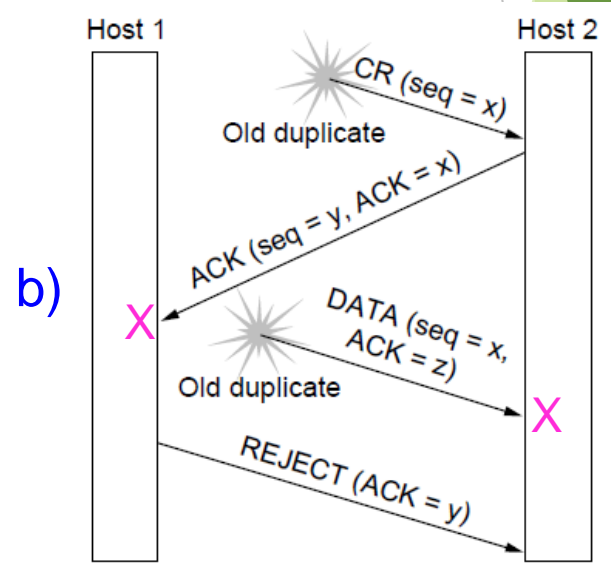 Host 1
Host 2
CR (seq = x)
Old duplicate
ACK (seq = y, ACK = x)
b)
X
DATA (seq = x,
ACK = z)
Old duplicate
X
REJECT (ACK = y)